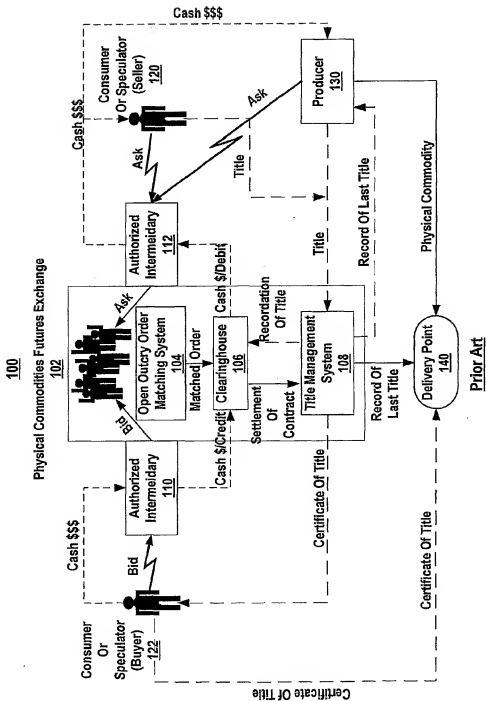 100
Physical Commodities Futures Exchange
102
Cash $$$
Cash $$$
Cash $$$
Consumer
Or
Speculator
(Buyer)
122
Bid
Authorized
Intermeidary
110
Bid
Ask
Open Outcry Order
Matching System
104
Matched Order
Clearinghouse
106
Cash $/Credit
Cash $/Debit
Settlement
Of
Contract
Recordation
Of Title
Title Management
System
108
Authorized
Intermeidary
112
Ask
Consumer
Or Speculator
(Seller)
120
Ask
Producer
130
Title
Title
Record Of Last Title
Record Of
Last Title
Certificate Of Title
Certificate Of Title
Certificate Of Title
Physical Commodity
Delivery Point
140
Prior Art